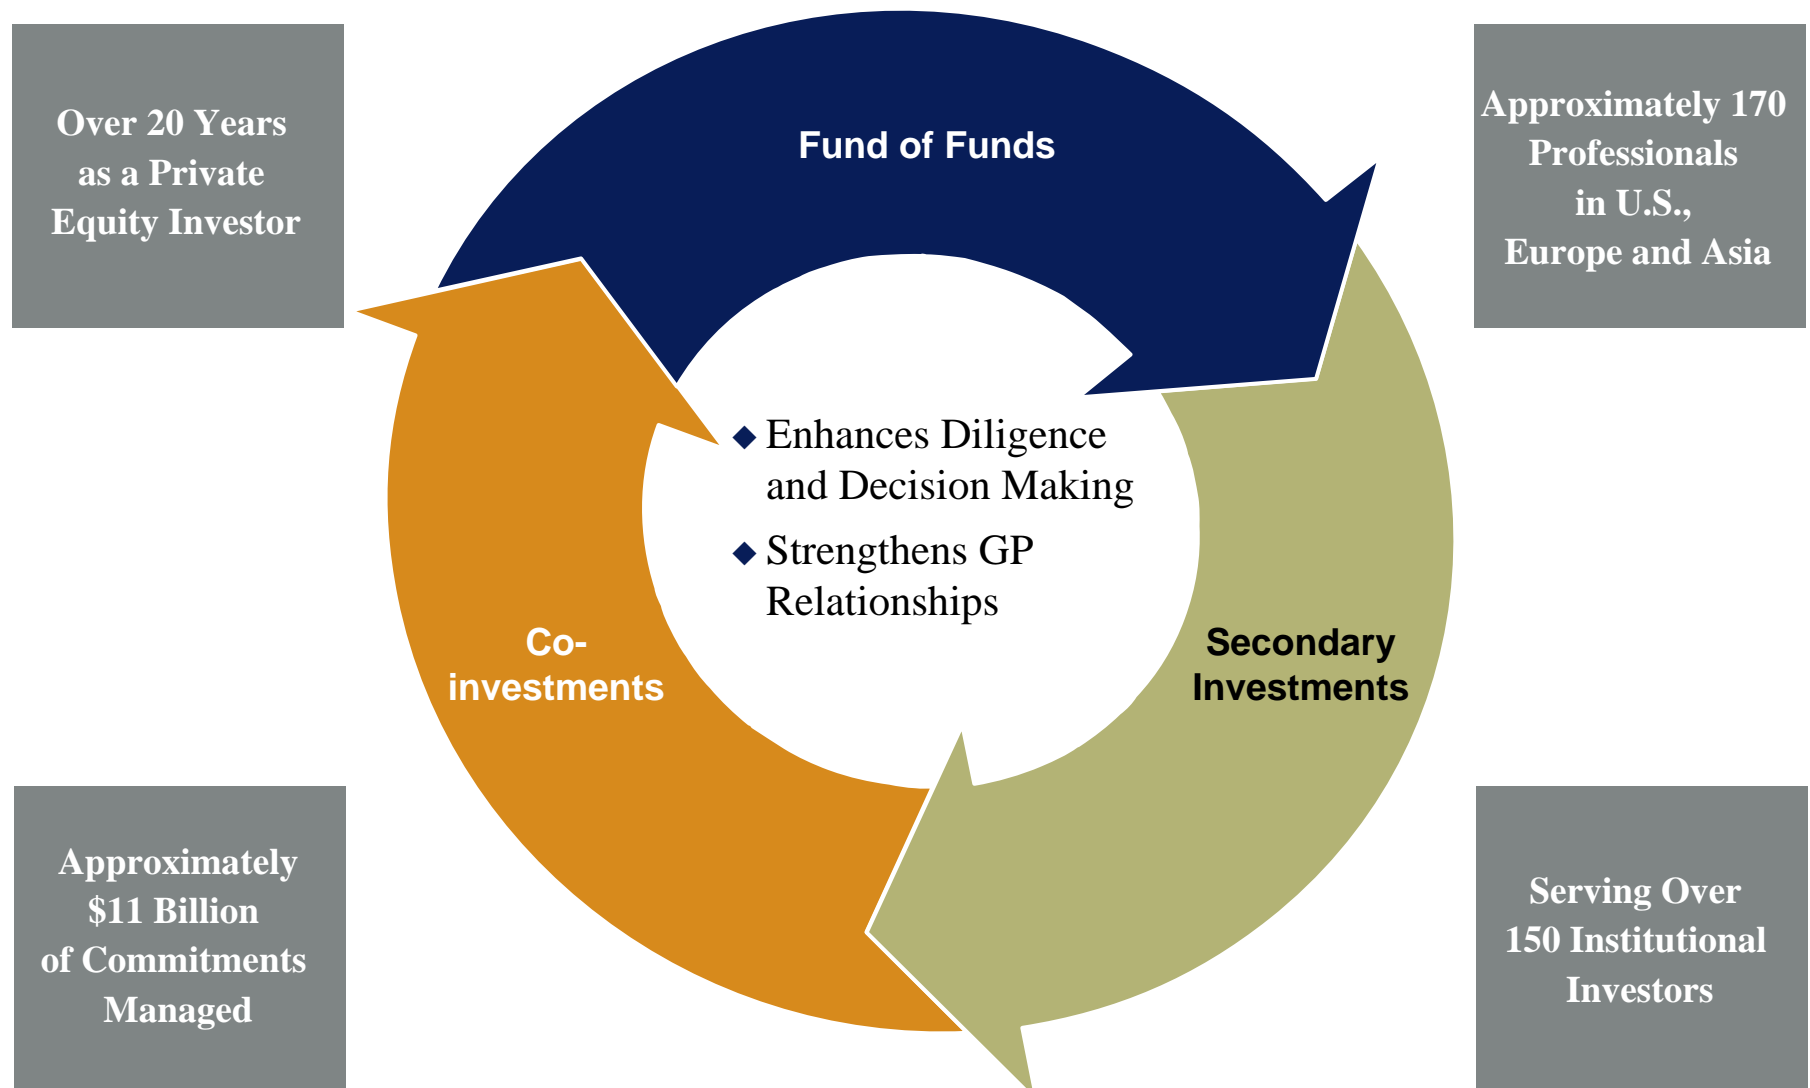 Over 20 Years
as a Private
Equity Investor
Fund of Funds
Approximately 170
Professionals
in U.S.,
Europe and Asia
◆ Enhances Diligence
and Decision Making
◆ Strengthens GP
Relationships
Co-
investments
Secondary
Investments
Approximately
$11 Billion
of Commitments
Managed
Serving Over
150 Institutional
Investors